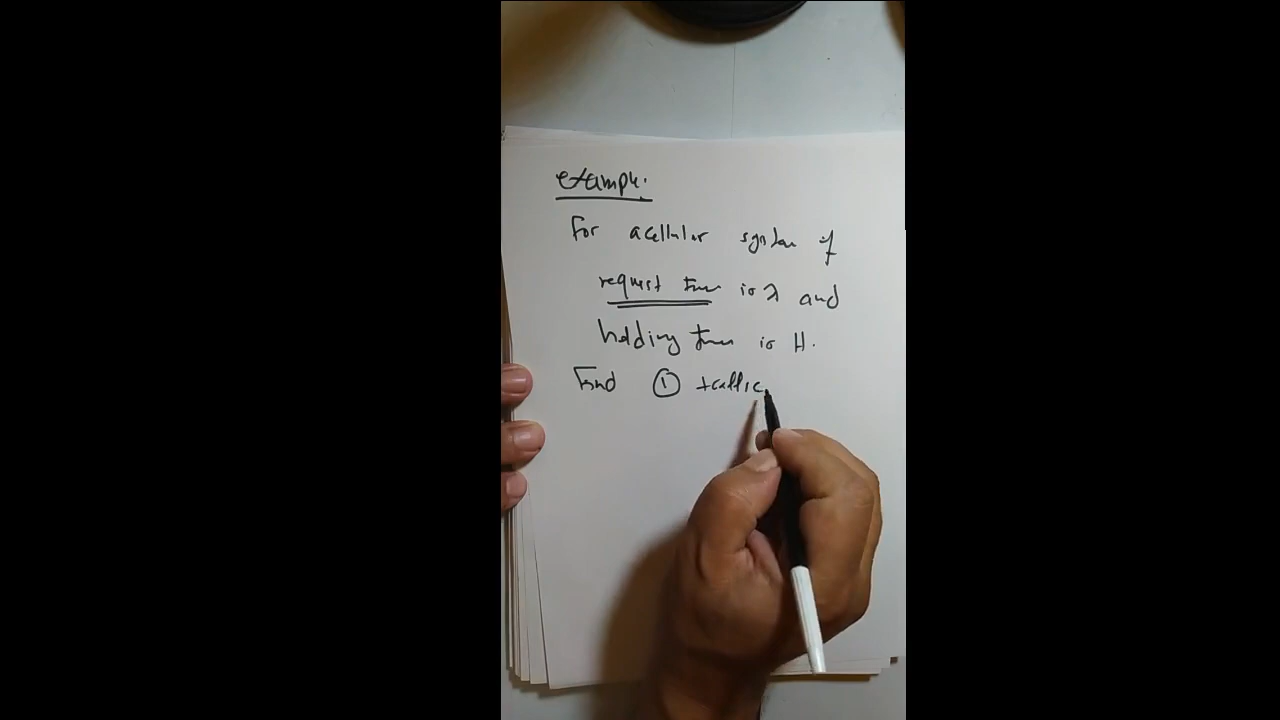 example.
For a cellular system if
request time is λ and
holding time is H.
Find ① traffic